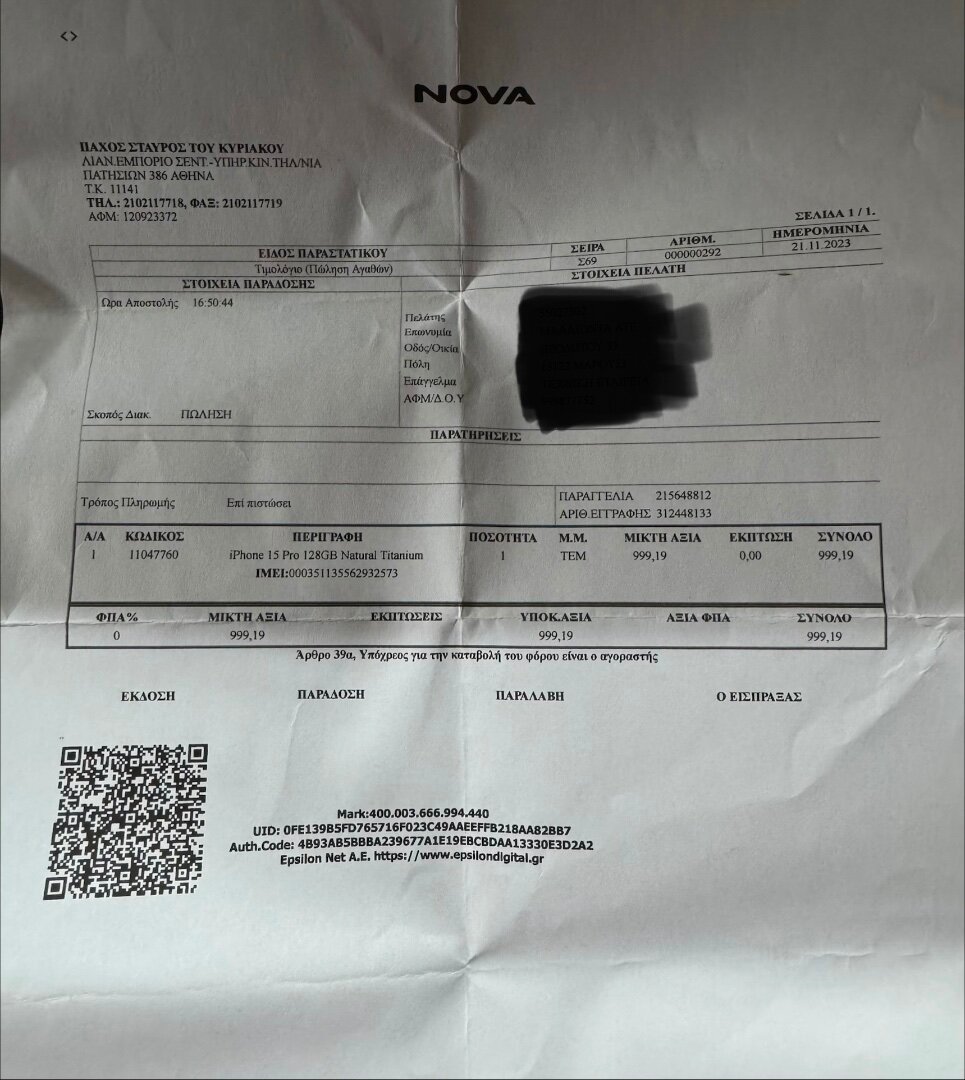 <>
NOVA
ΠΑΧΟΣ ΣΤΑΥΡΟΣ ΤΟΥ ΚΥΡΙΑΚΟΥ
ΛΙΑΝ.ΕΜΠΟΡΙΟ ΣΕΝΤ.-ΥΠΗΡ.ΚΙΝ.ΤΗΛ/ΝΙΑ
ΠΑΤΗΣΙΩΝ 386 ΑΘΗΝΑ
Τ.Κ. 11141
ΤΗΛ.: 2102117718, ΦΑΞ: 2102117719
ΑΦΜ: 120923372
ΣΕΛΙΔΑ 1 / 1.
ΕΙΔΟΣ ΠΑΡΑΣΤΑΤΙΚΟΥ ΣΕΙΡΑ ΑΡΙΘΜ. ΗΜΕΡΟΜΗΝΙΑ
Τιμολόγιο (Πώληση Αγαθών) Σ69 000000292 21.11.2023
ΣΤΟΙΧΕΙΑ ΠΑΡΑΔΟΣΗΣ ΣΤΟΙΧΕΙΑ ΠΕΛΑΤΗ
Ώρα Αποστολής 16:50:44
Πελάτης
Επωνυμία
Οδός/Οικία
Πόλη
Επάγγελμα
ΑΦΜ/Δ.Ο.Υ
Σκοπός Διακ. ΠΩΛΗΣΗ
ΠΑΡΑΤΗΡΗΣΕΙΣ
Τρόπος Πληρωμής Επί πιστώσει ΠΑΡΑΓΓΕΛΙΑ 215648812
ΑΡΙΘ.ΕΓΓΡΑΦΗΣ 312448133
Α/Α ΚΩΔΙΚΟΣ ΠΕΡΙΓΡΑΦΗ ΠΟΣΟΤΗΤΑ Μ.Μ. ΜΙΚΤΗ ΑΞΙΑ ΕΚΠΤΩΣΗ ΣΥΝΟΛΟ
1 11047760 iPhone 15 Pro 128GB Natural Titanium 1 ΤΕΜ 999,19 0,00 999,19
IMEI:000351135562932573
ΦΠΑ% ΜΙΚΤΗ ΑΞΙΑ ΕΚΠΤΩΣΕΙΣ ΥΠΟΚ.ΑΞΙΑ ΑΞΙΑ ΦΠΑ ΣΥΝΟΛΟ
0 999,19 999,19 999,19
Άρθρο 39α, Υπόχρεος για την καταβολή του φόρου είναι ο αγοραστής
ΕΚΔΟΣΗ ΠΑΡΑΔΟΣΗ ΠΑΡΑΛΑΒΗ Ο ΕΙΣΠΡΑΞΑΣ
Mark:400.003.666.994.440
UID: 0FE139B5FD765716F023C49AAEEFFB218AA82BB7
Auth.Code: 4B93AB5BBBA239677A1E19EBCBDAA13330E3D2A2
Epsilon Net A.E. https://www.epsilondigital.gr